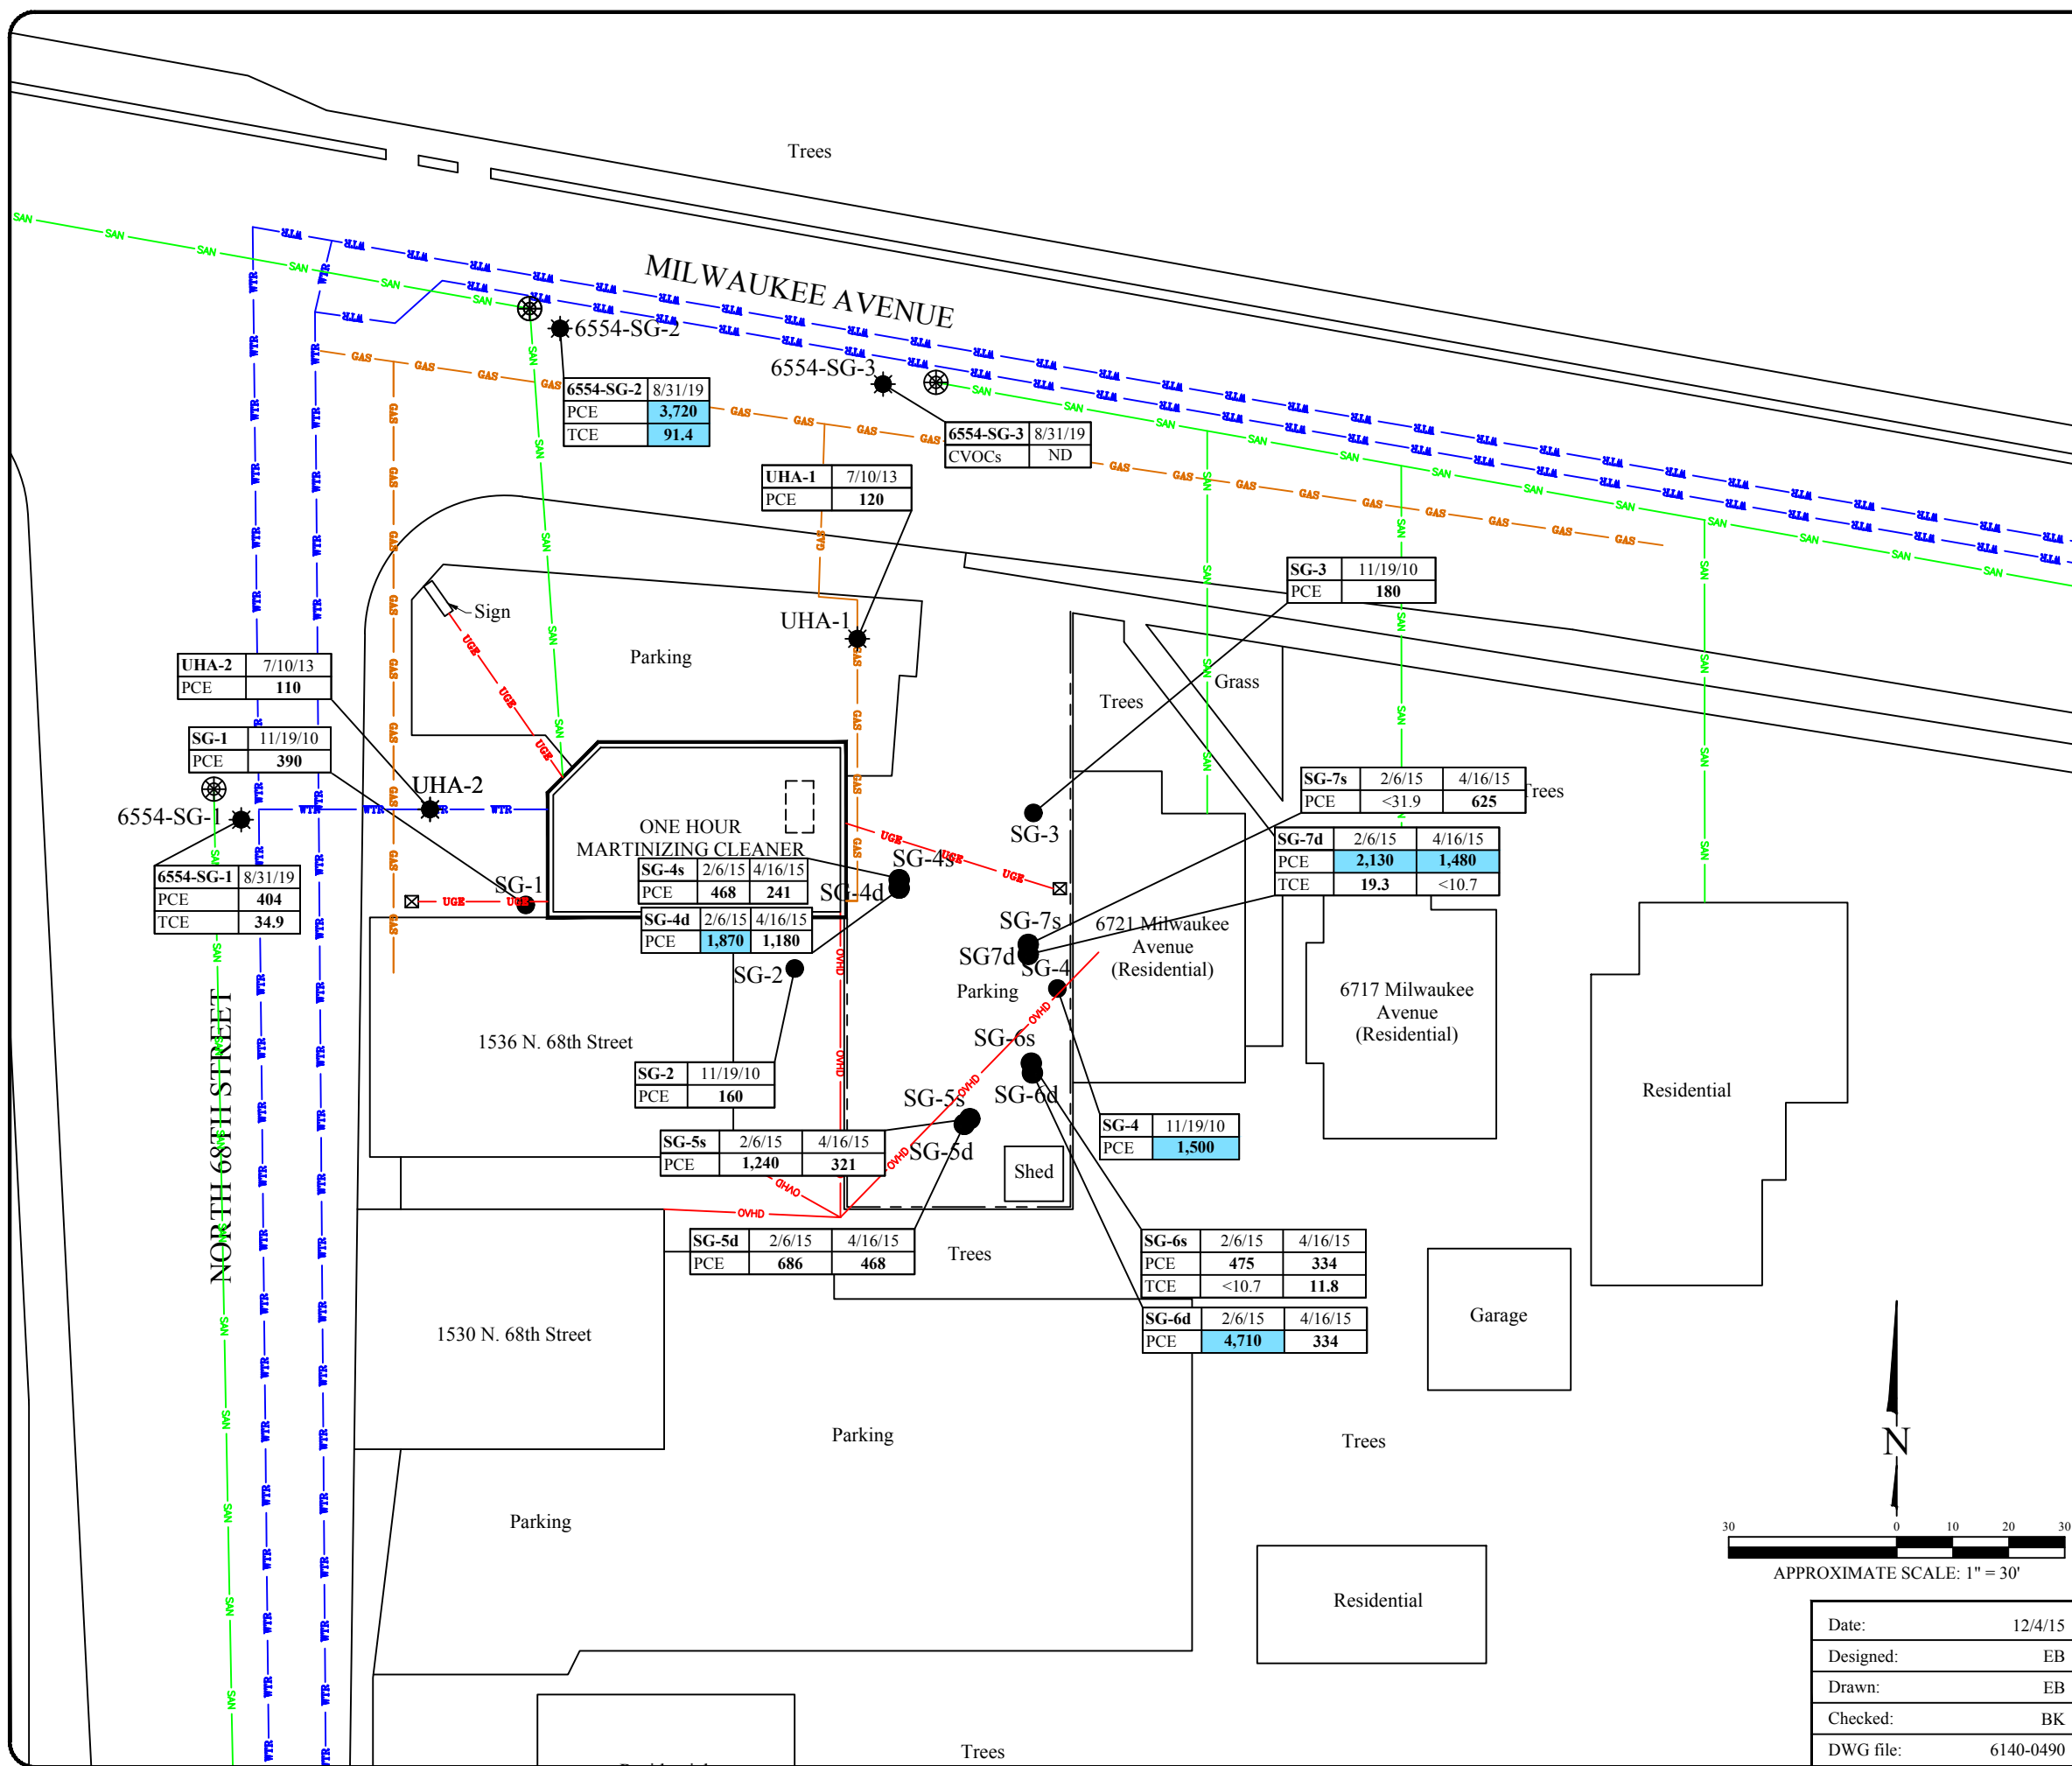 Trees
MILWAUKEE AVENUE
6554-SG-2
6554-SG-3
6554-SG-2 8/31/19
PCE 3,720
TCE 91.4
6554-SG-3 8/31/19
CVOCs ND
UHA-1 7/10/13
PCE 120
SG-3 11/19/10
PCE 180
Sign
UHA-1
Parking
UHA-2 7/10/13
PCE 110
Trees
Grass
SG-1 11/19/10
PCE 390
UHA-2
6554-SG-1
SG-7s 2/6/15 4/16/15
PCE <31.9 625
Trees
ONE HOUR
MARTINIZING CLEANER
SG-3
SG-7d 2/6/15 4/16/15
PCE 2,130 1,480
TCE 19.3 <10.7
6554-SG-1 8/31/19
PCE 404
TCE 34.9
SG-1
SG-4s 2/6/15 4/16/15
PCE 468 241
SG-4s
SG-4d
SG-4d 2/6/15 4/16/15
PCE 1,870 1,180
SG-7s
SG7d
SG-4
6721 Milwaukee
Avenue
(Residential)
SG-2
Parking
6717 Milwaukee
Avenue
(Residential)
NORTH 68TH STREET
1536 N. 68th Street
SG-6s
SG-6d
SG-2 11/19/10
PCE 160
SG-5s
SG-5d
Residential
SG-4 11/19/10
PCE 1,500
SG-5s 2/6/15 4/16/15
PCE 1,240 321
Shed
SG-5d 2/6/15 4/16/15
PCE 686 468
Trees
SG-6s 2/6/15 4/16/15
PCE 475 334
TCE <10.7 11.8
SG-6d 2/6/15 4/16/15
PCE 4,710 334
1530 N. 68th Street
Garage
Parking
Trees
N
Parking
30 0 10 20 30
APPROXIMATE SCALE: 1" = 30'
Residential
Date: 12/4/15
Designed: EB
Drawn: EB
Checked: BK
DWG file: 6140-0490
Trees
SAN
WTR
GAS
UGE
OVHD